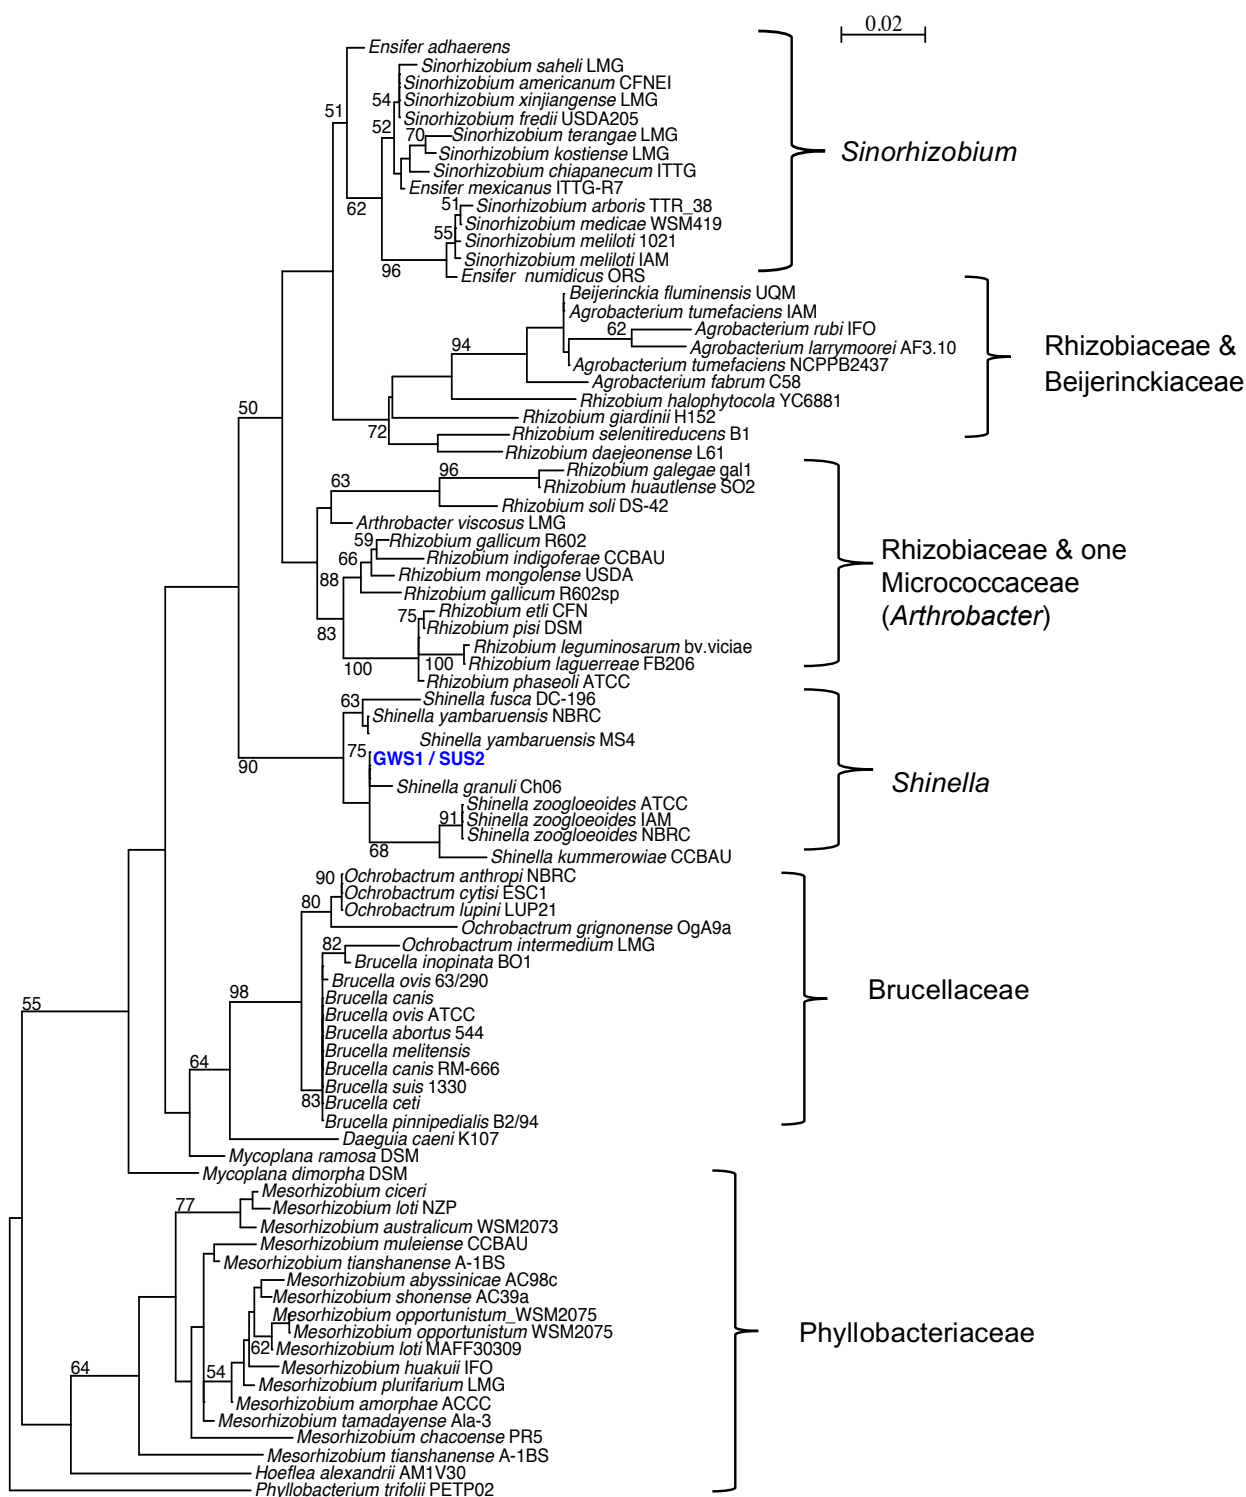 0.02
Ensifer adhaerens
Sinorhizobium saheli LMG
Sinorhizobium americanum CFNEI
54
Sinorhizobium xinjiangense LMG
51
Sinorhizobium fredii USDA205
52
70
Sinorhizobium terangae LMG
Sinorhizobium kostiense LMG
Sinorhizobium
Sinorhizobium chiapanecum ITTG
Ensifer mexicanus ITTG-R7
62
51
Sinorhizobium arboris TTR_38
Sinorhizobium medicae WSM419
55
Sinorhizobium meliloti 1021
Sinorhizobium meliloti IAM
96
Ensifer numidicus ORS
Beijerinckia fluminensis UQM
Agrobacterium tumefaciens IAM
62
Agrobacterium rubi IFO
94
Agrobacterium larrymoorei AF3.10
Rhizobiaceae &
Beijerinckiaceae
Agrobacterium tumefaciens NCPPB2437
Agrobacterium fabrum C58
Rhizobium halophytocola YC6881
50
Rhizobium giardinii H152
72
Rhizobium selenitireducens B1
Rhizobium daejeonense L61
96
Rhizobium galegae gal1
63
Rhizobium huautlense SO2
Rhizobium soli DS-42
Arthrobacter viscosus LMG
59
Rhizobium gallicum R602
66
Rhizobium indigoferae CCBAU
Rhizobiaceae & one
Micrococcaceae
(Arthrobacter)
88
Rhizobium mongolense USDA
Rhizobium gallicum R602sp
75
Rhizobium etli CFN
83
Rhizobium pisi DSM
Rhizobium leguminosarum bv.viciae
100
100
Rhizobium laguerreae FB206
Rhizobium phaseoli ATCC
63
Shinella fusca DC-196
Shinella yambaruensis NBRC
Shinella yambaruensis MS4
75
GWS1 / SUS2
90
Shinella granuli Ch06
Shinella
Shinella zoogloeoides ATCC
91
Shinella zoogloeoides IAM
Shinella zoogloeoides NBRC
68
Shinella kummerowiae CCBAU
90
Ochrobactrum anthropi NBRC
Ochrobactrum cytisi ESC1
80
Ochrobactrum lupini LUP21
Ochrobactrum grignonense OgA9a
82
Ochrobactrum intermedium LMG
Brucella inopinata BO1
Brucella ovis 63/290
98
Brucella canis
Brucellaceae
55
Brucella ovis ATCC
Brucella abortus 544
Brucella melitensis
64
Brucella canis RM-666
Brucella suis 1330
83
Brucella ceti
Brucella pinnipedialis B2/94
Daeguia caeni K107
Mycoplana ramosa DSM
Mycoplana dimorpha DSM
Mesorhizobium ciceri
77
Mesorhizobium loti NZP
Mesorhizobium australicum WSM2073
Mesorhizobium muleiense CCBAU
Mesorhizobium tianshanense A-1BS
Mesorhizobium abyssinicae AC98c
Mesorhizobium shonense AC39a
Mesorhizobium opportunistum_WSM2075
Mesorhizobium opportunistum WSM2075
Phyllobacteriaceae
62
Mesorhizobium loti MAFF30309
64
54
Mesorhizobium huakuii IFO
Mesorhizobium plurifarium LMG
Mesorhizobium amorphae ACCC
Mesorhizobium tamadayense Ala-3
Mesorhizobium chacoense PR5
Mesorhizobium tianshanense A-1BS
Hoeflea alexandrii AM1V30
Phyllobacterium trifolii PETP02